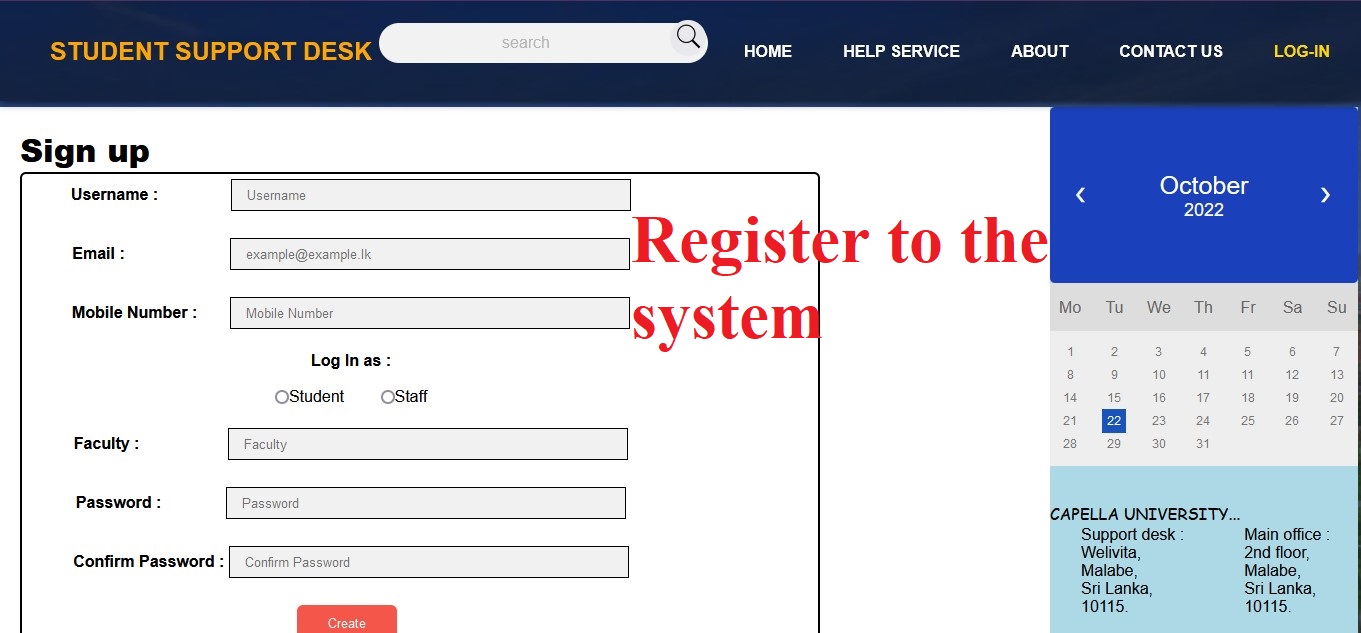 STUDENT SUPPORT DESK search HOME HELP SERVICE ABOUT CONTACT US LOG-IN
Sign up
Username : Username
Email : example@example.lk
Mobile Number : Mobile Number
Log In as :
Student Staff
Faculty : Faculty
Password : Password
Confirm Password : Confirm Password
Create
Register to the
system
‹ October ›
2022
Mo Tu We Th Fr Sa Su
1 2 3 4 5 6 7
8 9 10 11 11 12 13
14 15 16 17 18 19 20
21 22 23 24 25 26 27
28 29 30 31
CAPELLA UNIVERSITY...
Support desk : Main office :
Welivita, 2nd floor,
Malabe, Malabe,
Sri Lanka, Sri Lanka,
10115. 10115.